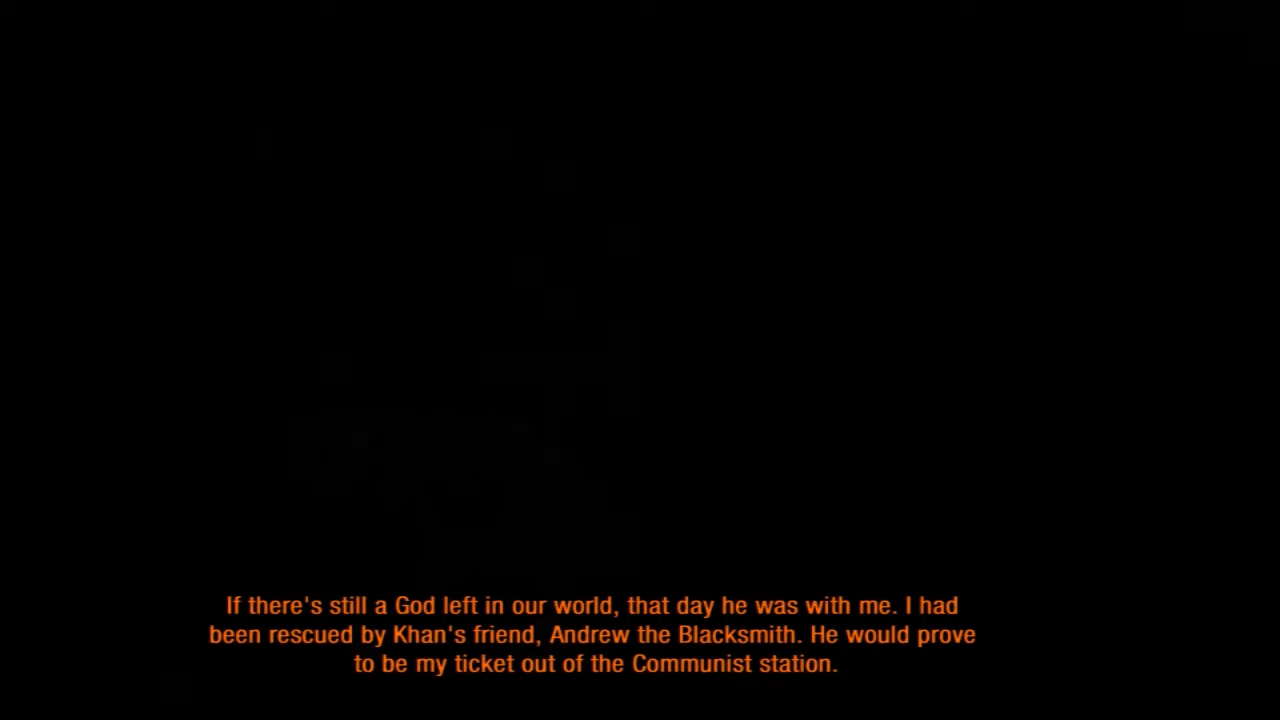 If there's still a God left in our world, that day he was with me. I had
been rescued by Khan's friend, Andrew the Blacksmith. He would prove
to be my ticket out of the Communist station.